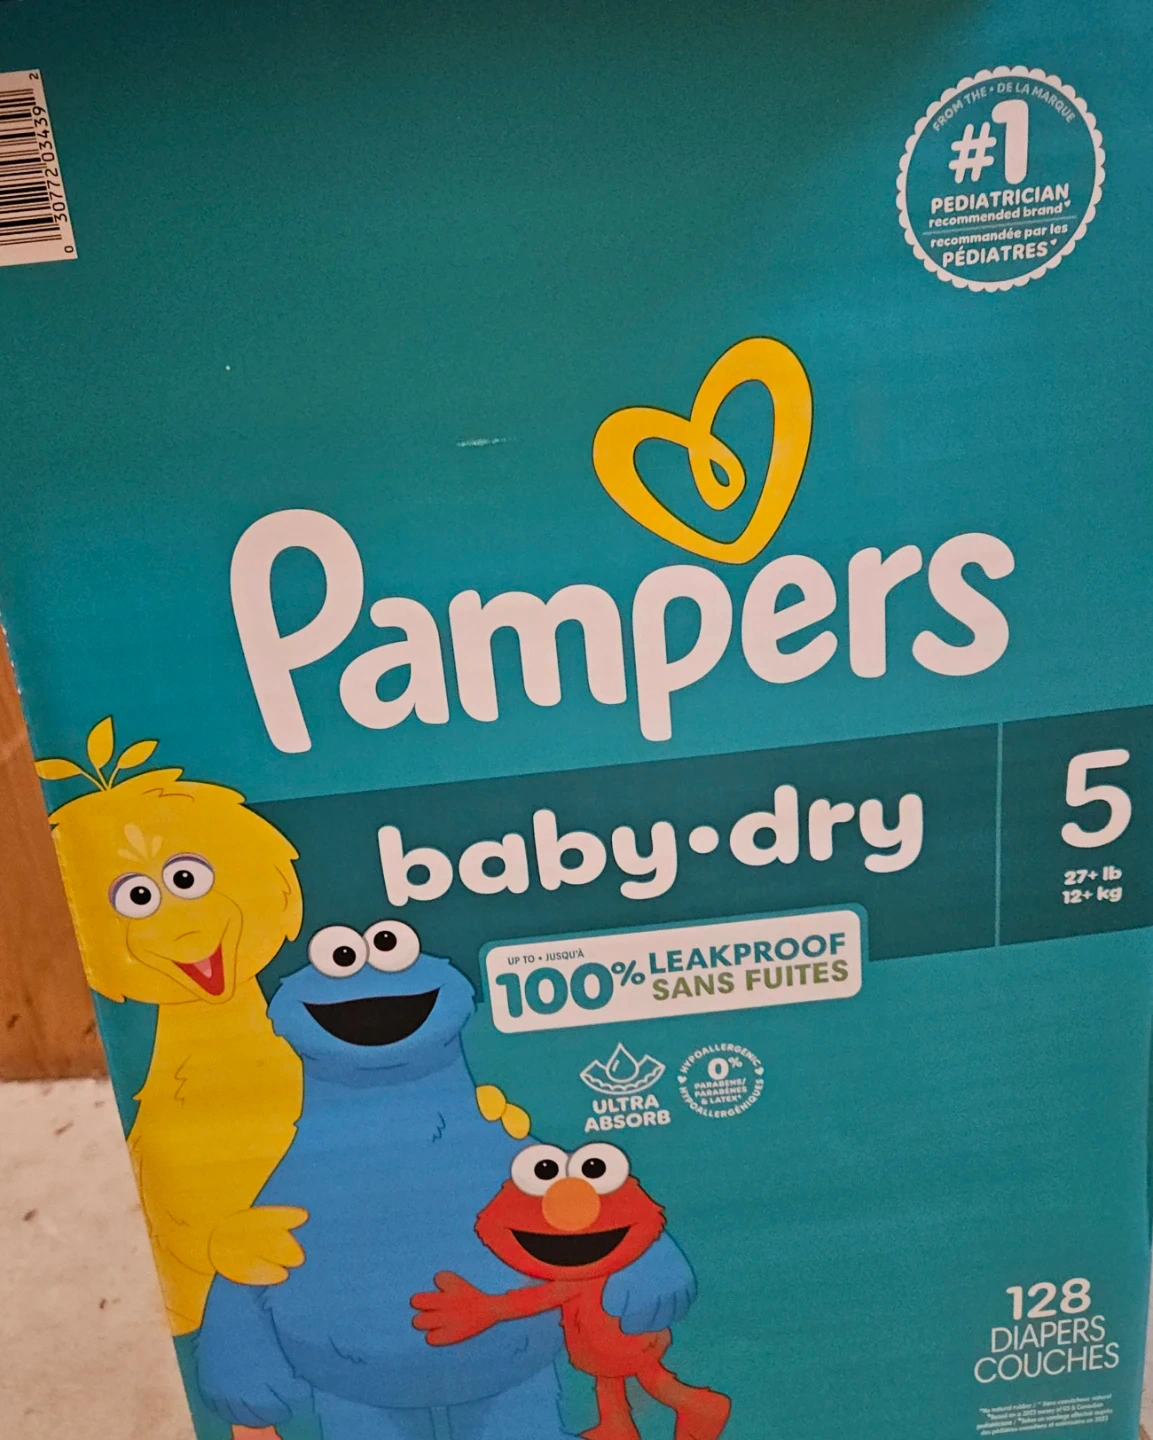 0 30772 03439 2
FROM THE • DE LA MARQUE
#1
PEDIATRICIAN
recommended brand
recommandée par les
PÉDIATRES
Pampers
baby•dry
5
27+ lb
12+ kg
UP TO • JUSQU'À
100% LEAKPROOF
SANS FUITES
ULTRA
ABSORB
HYPOALLERGENIC
0%
PARABENS/
PARABÈNES
& LATEX*
HYPOALLERGÉNIQUES
128
DIAPERS
COUCHES